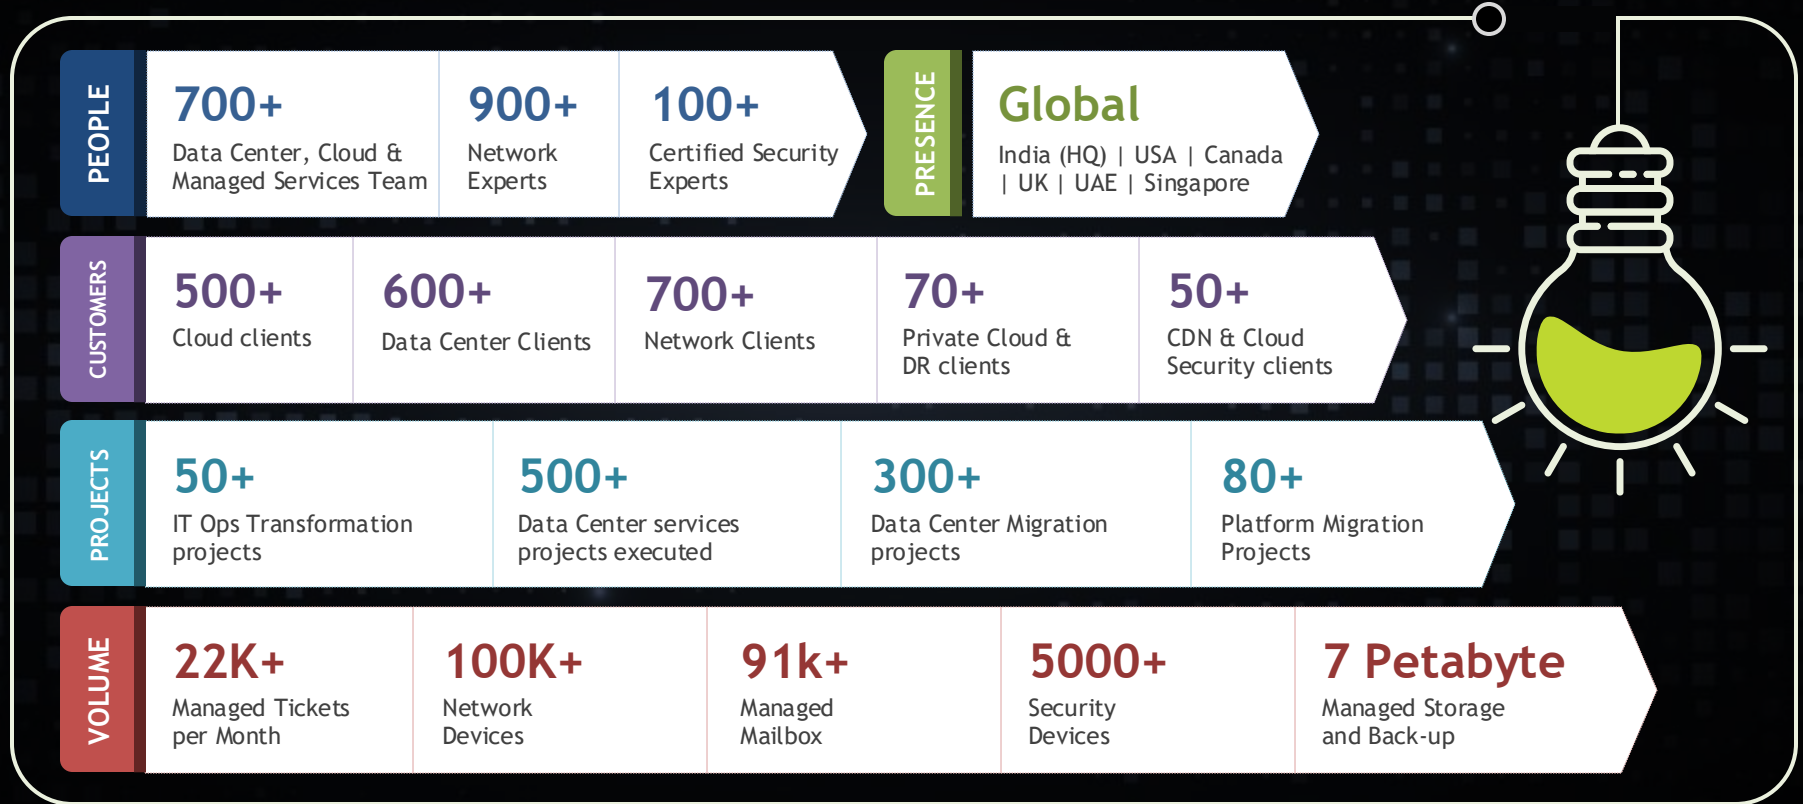 PEOPLE
700+
Data Center, Cloud &
Managed Services Team
900+
Network
Experts
100+
Certified Security
Experts
PRESENCE
Global
India (HQ) | USA | Canada
| UK | UAE | Singapore
CUSTOMERS
500+
Cloud clients
600+
Data Center Clients
700+
Network Clients
70+
Private Cloud &
DR clients
50+
CDN & Cloud
Security clients
PROJECTS
50+
IT Ops Transformation
projects
500+
Data Center services
projects executed
300+
Data Center Migration
projects
80+
Platform Migration
Projects
VOLUME
22K+
Managed Tickets
per Month
100K+
Network
Devices
91k+
Managed
Mailbox
5000+
Security
Devices
7 Petabyte
Managed Storage
and Back-up